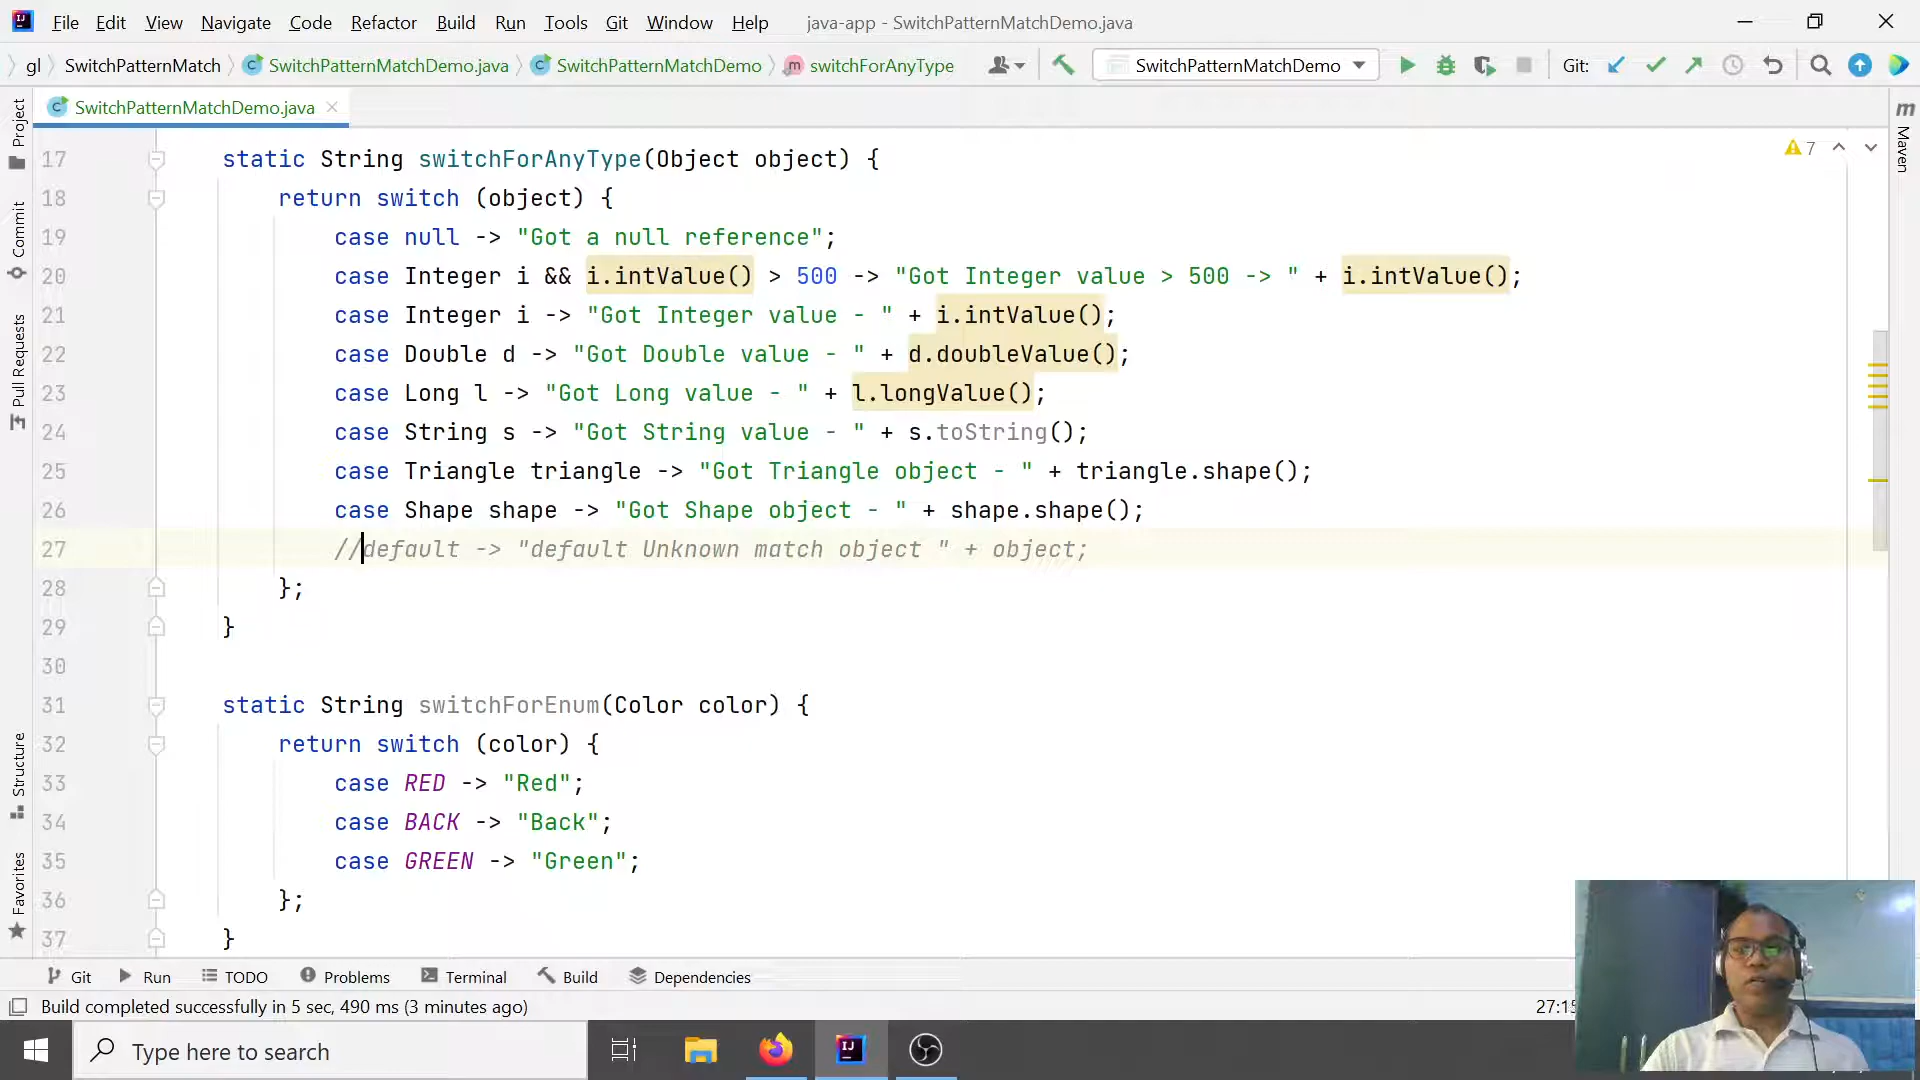 File Edit View Navigate Code Refactor Build Run Tools Git Window Help java-app - SwitchPatternMatchDemo.java
gl SwitchPatternMatch SwitchPatternMatchDemo.java SwitchPatternMatchDemo switchForAnyType SwitchPatternMatchDemo Git:
SwitchPatternMatchDemo.java
Project
Commit
Pull Requests
Structure
Favorites
Maven
7
17 static String switchForAnyType(Object object) {
18 return switch (object) {
19 case null -> "Got a null reference";
20 case Integer i && i.intValue() > 500 -> "Got Integer value > 500 -> " + i.intValue();
21 case Integer i -> "Got Integer value - " + i.intValue();
22 case Double d -> "Got Double value - " + d.doubleValue();
23 case Long l -> "Got Long value - " + l.longValue();
24 case String s -> "Got String value - " + s.toString();
25 case Triangle triangle -> "Got Triangle object - " + triangle.shape();
26 case Shape shape -> "Got Shape object - " + shape.shape();
27 //default -> "default Unknown match object " + object;
28 };
29 }
30
31 static String switchForEnum(Color color) {
32 return switch (color) {
33 case RED -> "Red";
34 case BACK -> "Back";
35 case GREEN -> "Green";
36 };
37 }
Git Run TODO Problems Terminal Build Dependencies
Build completed successfully in 5 sec, 490 ms (3 minutes ago) 27:15
Type here to search